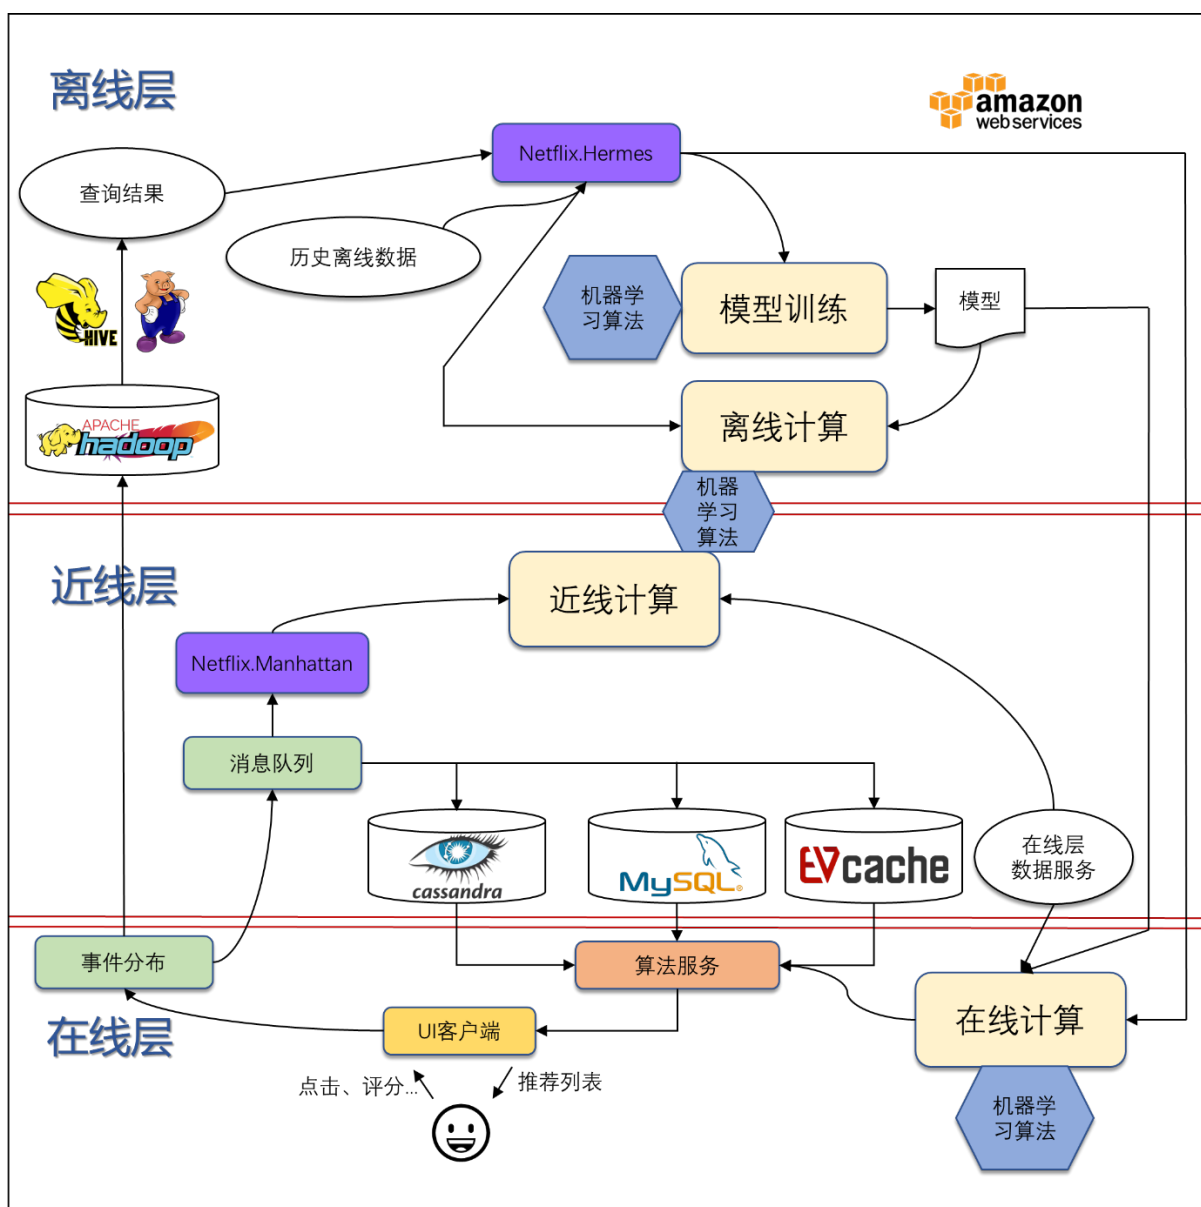 离线层
amazon
web services
Netflix.Hermes
查询结果
历史离线数据
HIVE
机器学
习算法
模型训练
模型
APACHE
hadoop
离线计算
机器
学习
算法
近线层
近线计算
Netflix.Manhattan
消息队列
cassandra
MySQL®
EVcache
在线层
数据服务
事件分布
算法服务
在线层
UI客户端
在线计算
点击、评分...
推荐列表
机器学
习算法